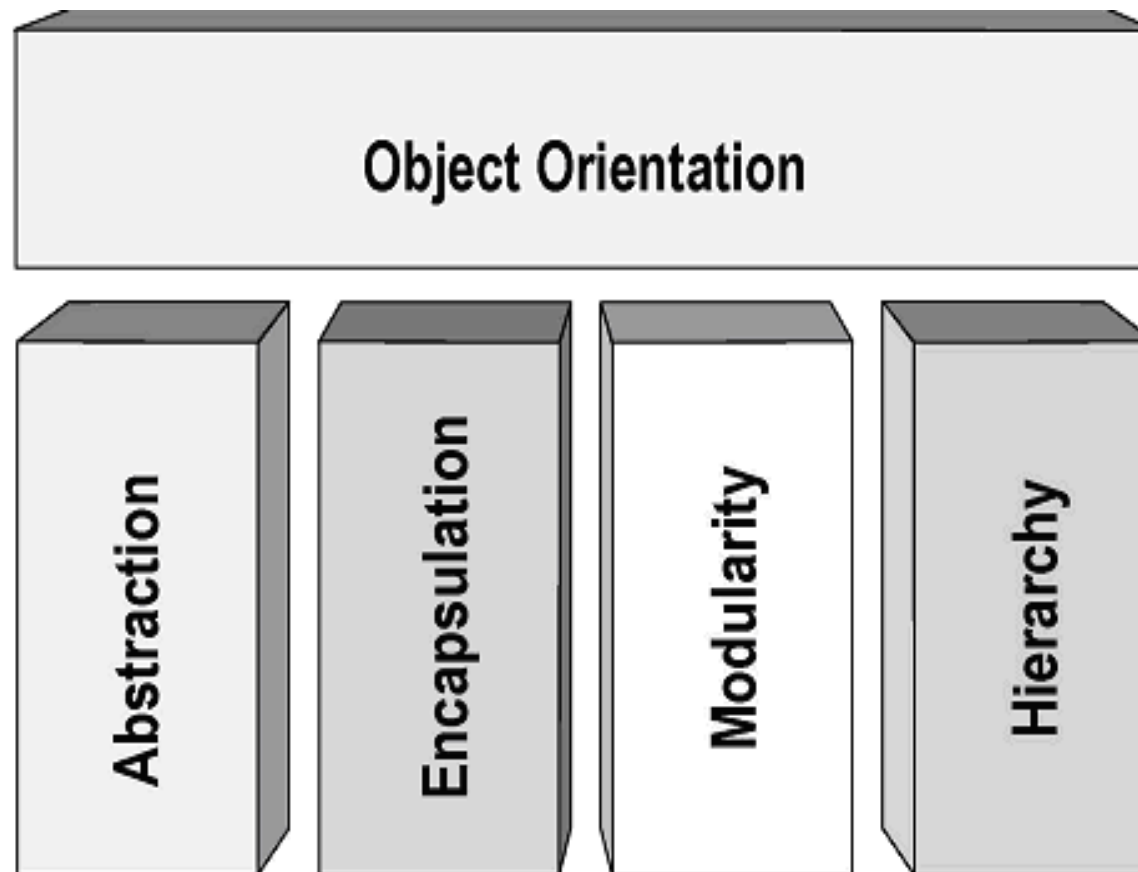 Object Orientation
Abstraction
Encapsulation
Modularity
Hierarchy